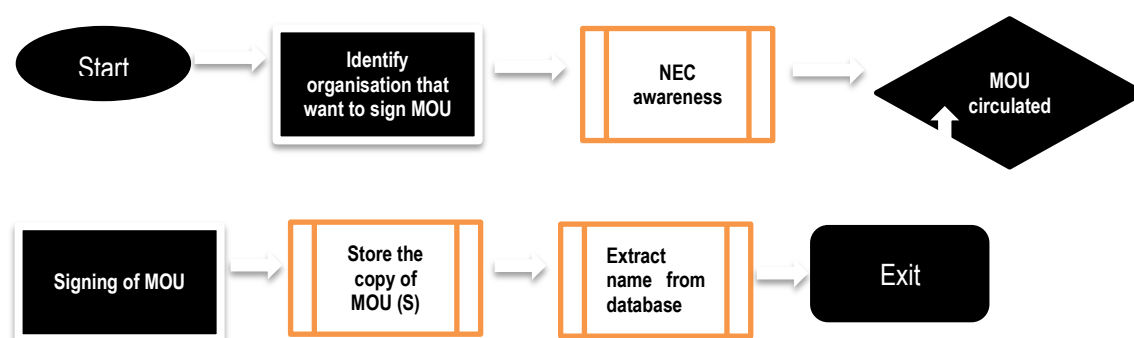 Start
Identify
organisation that
want to sign MOU
NEC
awareness
MOU
circulated
Signing of MOU
Store the
copy of
MOU (S)
Extract
name from
database
Exit